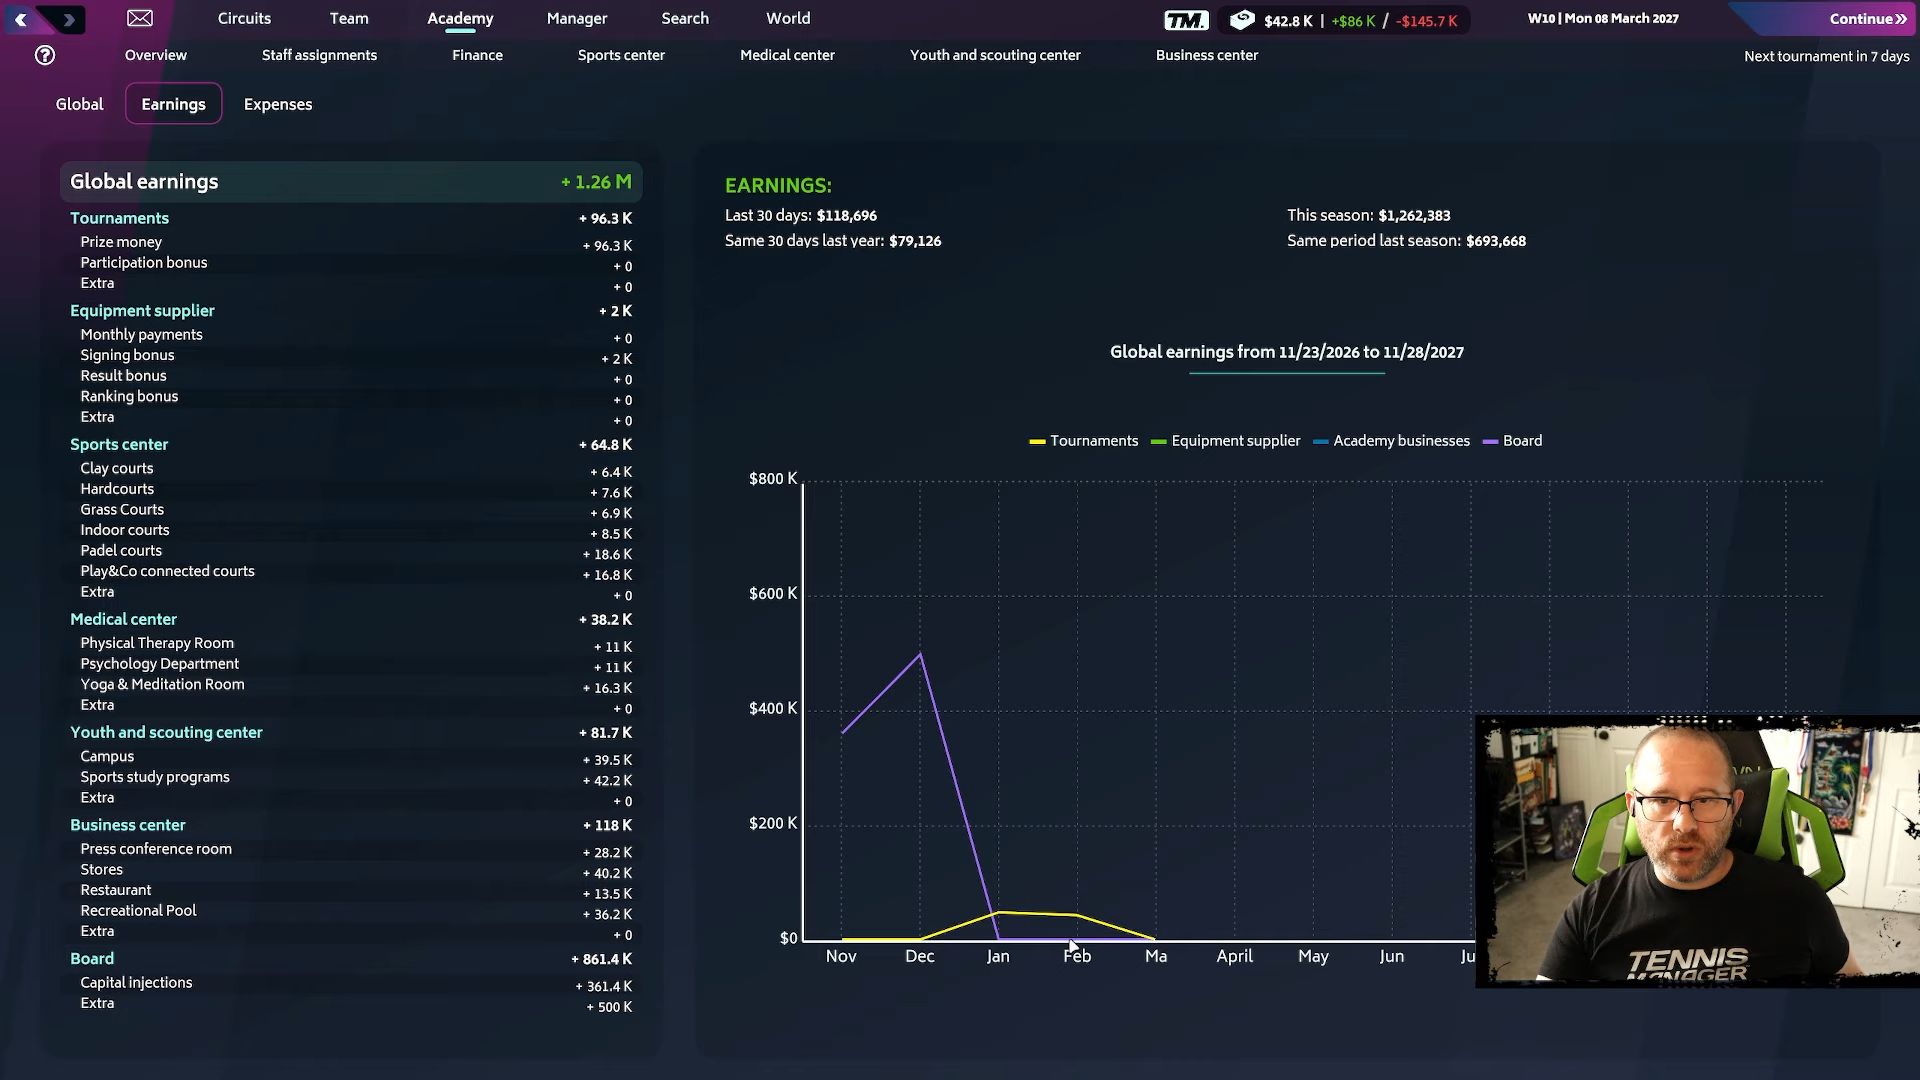 Circuits Team Academy Manager Search World
TM. $42.8 K | +$86 K / -$145.7 K W10 | Mon 08 March 2027 Continue
Overview Staff assignments Finance Sports center Medical center Youth and scouting center Business center Next tournament in 7 days
Global Earnings Expenses
Global earnings + 1.26 M
Tournaments + 96.3 K
Prize money + 96.3 K
Participation bonus + 0
Extra + 0
Equipment supplier + 2 K
Monthly payments + 0
Signing bonus + 2 K
Result bonus + 0
Ranking bonus + 0
Extra + 0
Sports center + 64.8 K
Clay courts + 6.4 K
Hardcourts + 7.6 K
Grass Courts + 6.9 K
Indoor courts + 8.5 K
Padel courts + 18.6 K
Play&Co connected courts + 16.8 K
Extra + 0
Medical center + 38.2 K
Physical Therapy Room + 11 K
Psychology Department + 11 K
Yoga & Meditation Room + 16.3 K
Extra + 0
Youth and scouting center + 81.7 K
Campus + 39.5 K
Sports study programs + 42.2 K
Extra + 0
Business center + 118 K
Press conference room + 28.2 K
Stores + 40.2 K
Restaurant + 13.5 K
Recreational Pool + 36.2 K
Extra + 0
Board + 861.4 K
Capital injections + 361.4 K
Extra + 500 K
EARNINGS:
Last 30 days: $118,696 This season: $1,262,383
Same 30 days last year: $79,126 Same period last season: $693,668
Global earnings from 11/23/2026 to 11/28/2027
Tournaments Equipment supplier Academy businesses Board
$800 K
$600 K
$400 K
$200 K
$0
Nov Dec Jan Feb Ma April May Jun Ju
TENNIS
MANAGER